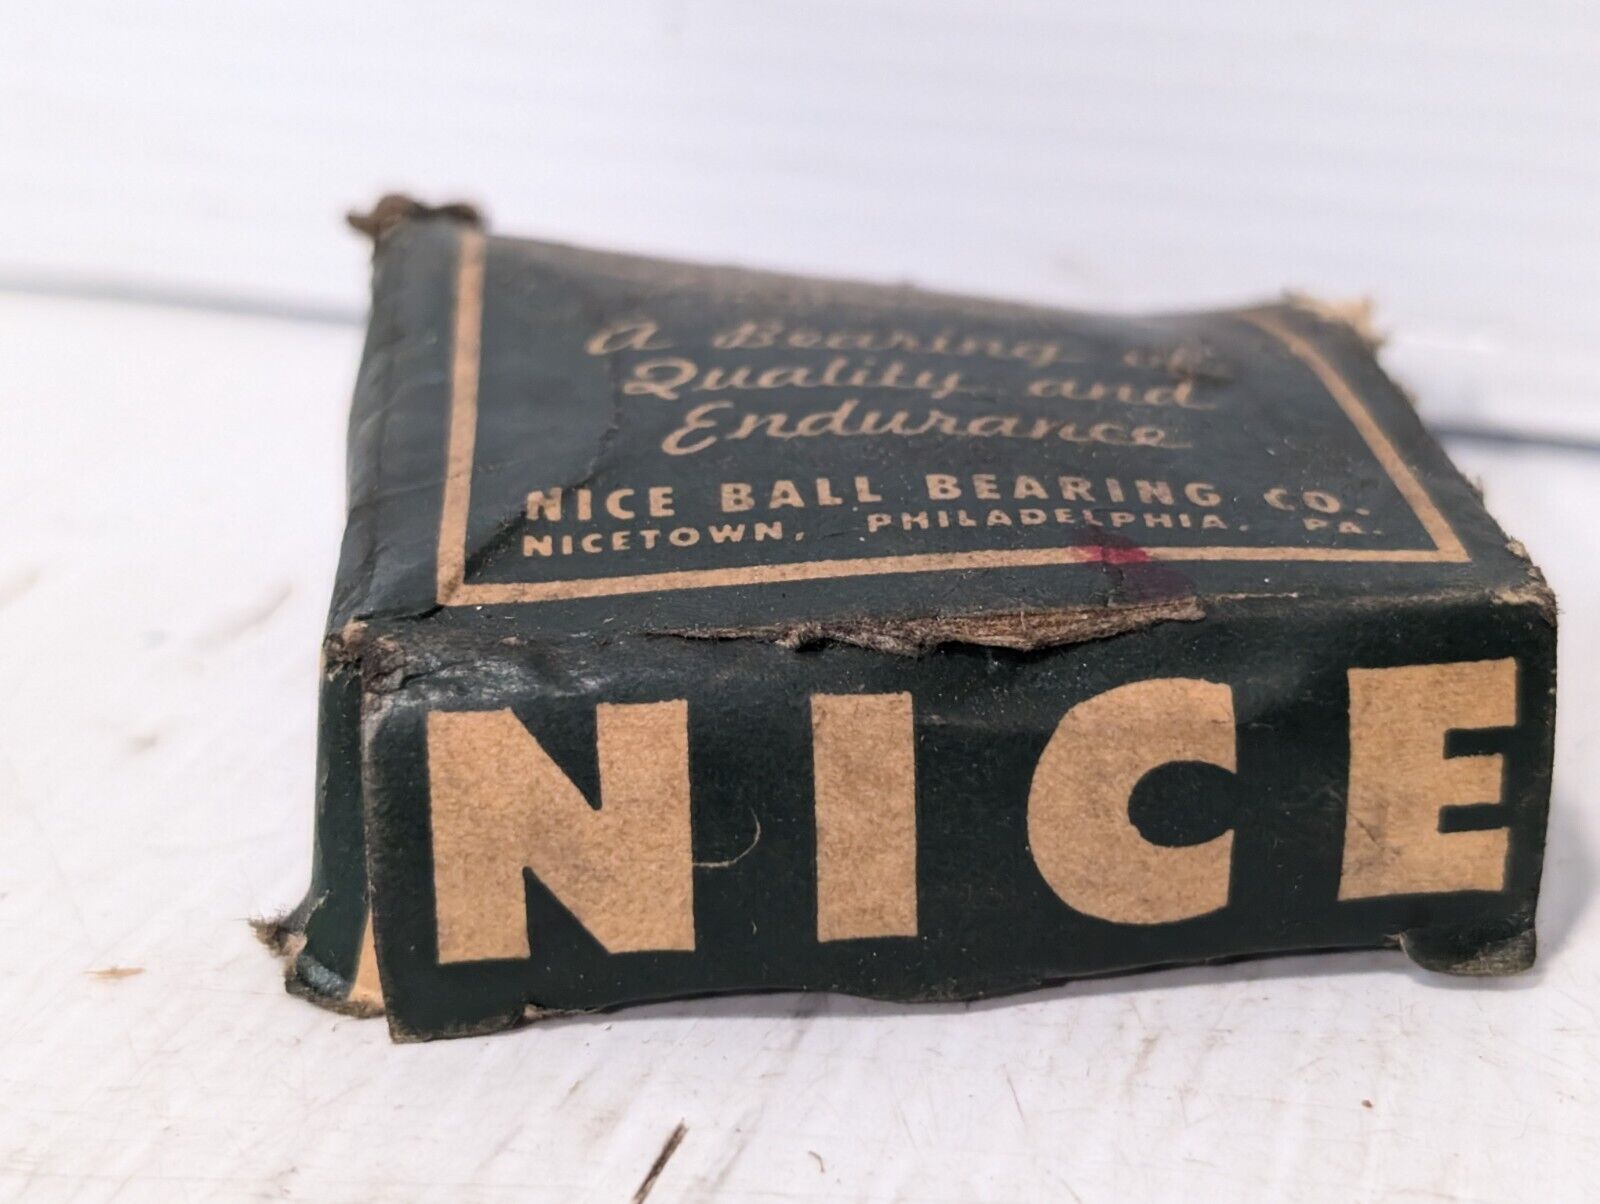 A Bearing of
Quality and
Endurance
NICE BALL BEARING CO.
NICETOWN, PHILADELPHIA, PA.
NICE